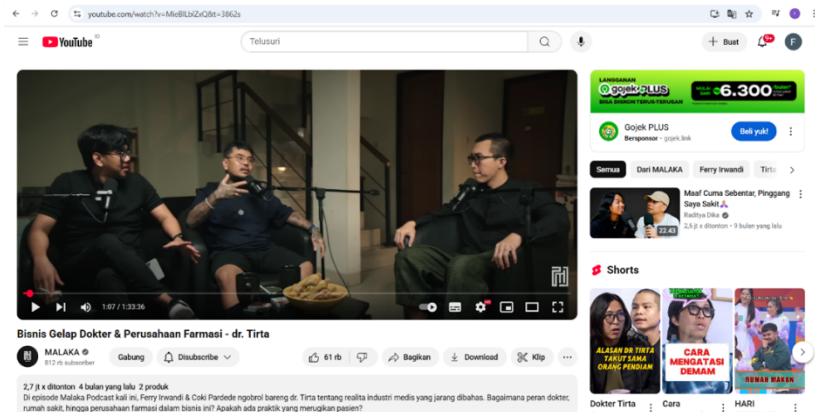 youtube.com/watch?v=MieBlLblZxQ&t=3862s
YouTube ID
Telusuri
Buat
9+
F
LANGGANAN
gojek PLUS
BISA DISKON TERUS-TERUSAN
MULAI DARI 6.300 /bulan*
Gojek PLUS
Bersponsor · gojek.link
Beli yuk!
Semua
Dari MALAKA
Ferry Irwandi
Tirta
Maaf Cuma Sebentar, Pinggang
Saya Sakit
Raditya Dika
2,5 jt x ditonton • 9 bulan yang lalu
22.43
Shorts
ALASAN DR TIRTA
TAKUT SAMA
ORANG PENDIAM
CARA
MENGATASI
DEMAM
RUMAH MAKAN
Dokter Tirta
Cara
HARI
1:07 / 1:33:36
Bisnis Gelap Dokter & Perusahaan Farmasi - dr. Tirta
MALAKA
812 rb subscriber
Gabung
Disubscribe
61 rb
Bagikan
Download
Klip
2,7 jt x ditonton 4 bulan yang lalu 2 produk
Di episode Malaka Podcast kali ini, Ferry Irwandi & Coki Pardede ngobrol bareng dr. Tirta tentang realita industri medis yang jarang dibahas. Bagaimana peran dokter,
rumah sakit, hingga perusahaan farmasi dalam bisnis ini? Apakah ada praktik yang merugikan pasien?